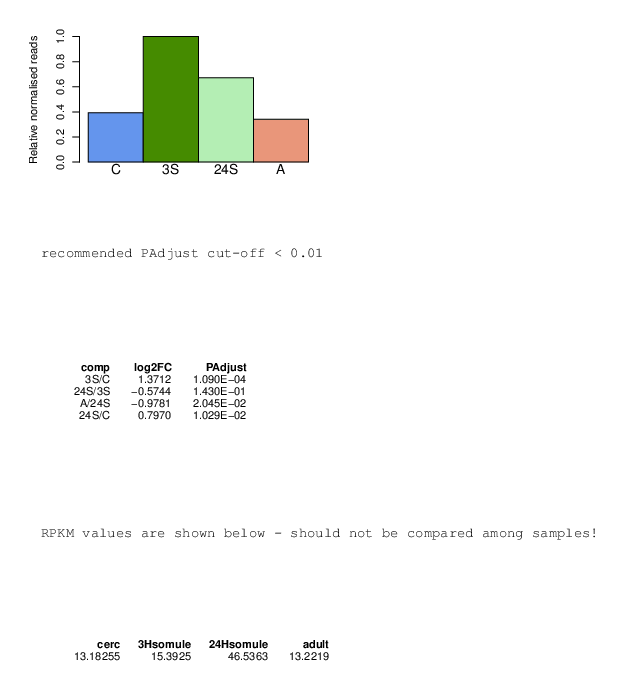 Relative normalised reads
1.0
0.8
0.6
0.4
0.2
0.0
C 3S 24S A
recommended PAdjust cut-off < 0.01
comp log2FC PAdjust
3S/C 1.3712 1.090E−04
24S/3S −0.5744 1.430E−01
A/24S −0.9781 2.045E−02
24S/C 0.7970 1.029E−02
RPKM values are shown below - should not be compared among samples!
cerc 3Hsomule 24Hsomule adult
13.18255 15.3925 46.5363 13.2219